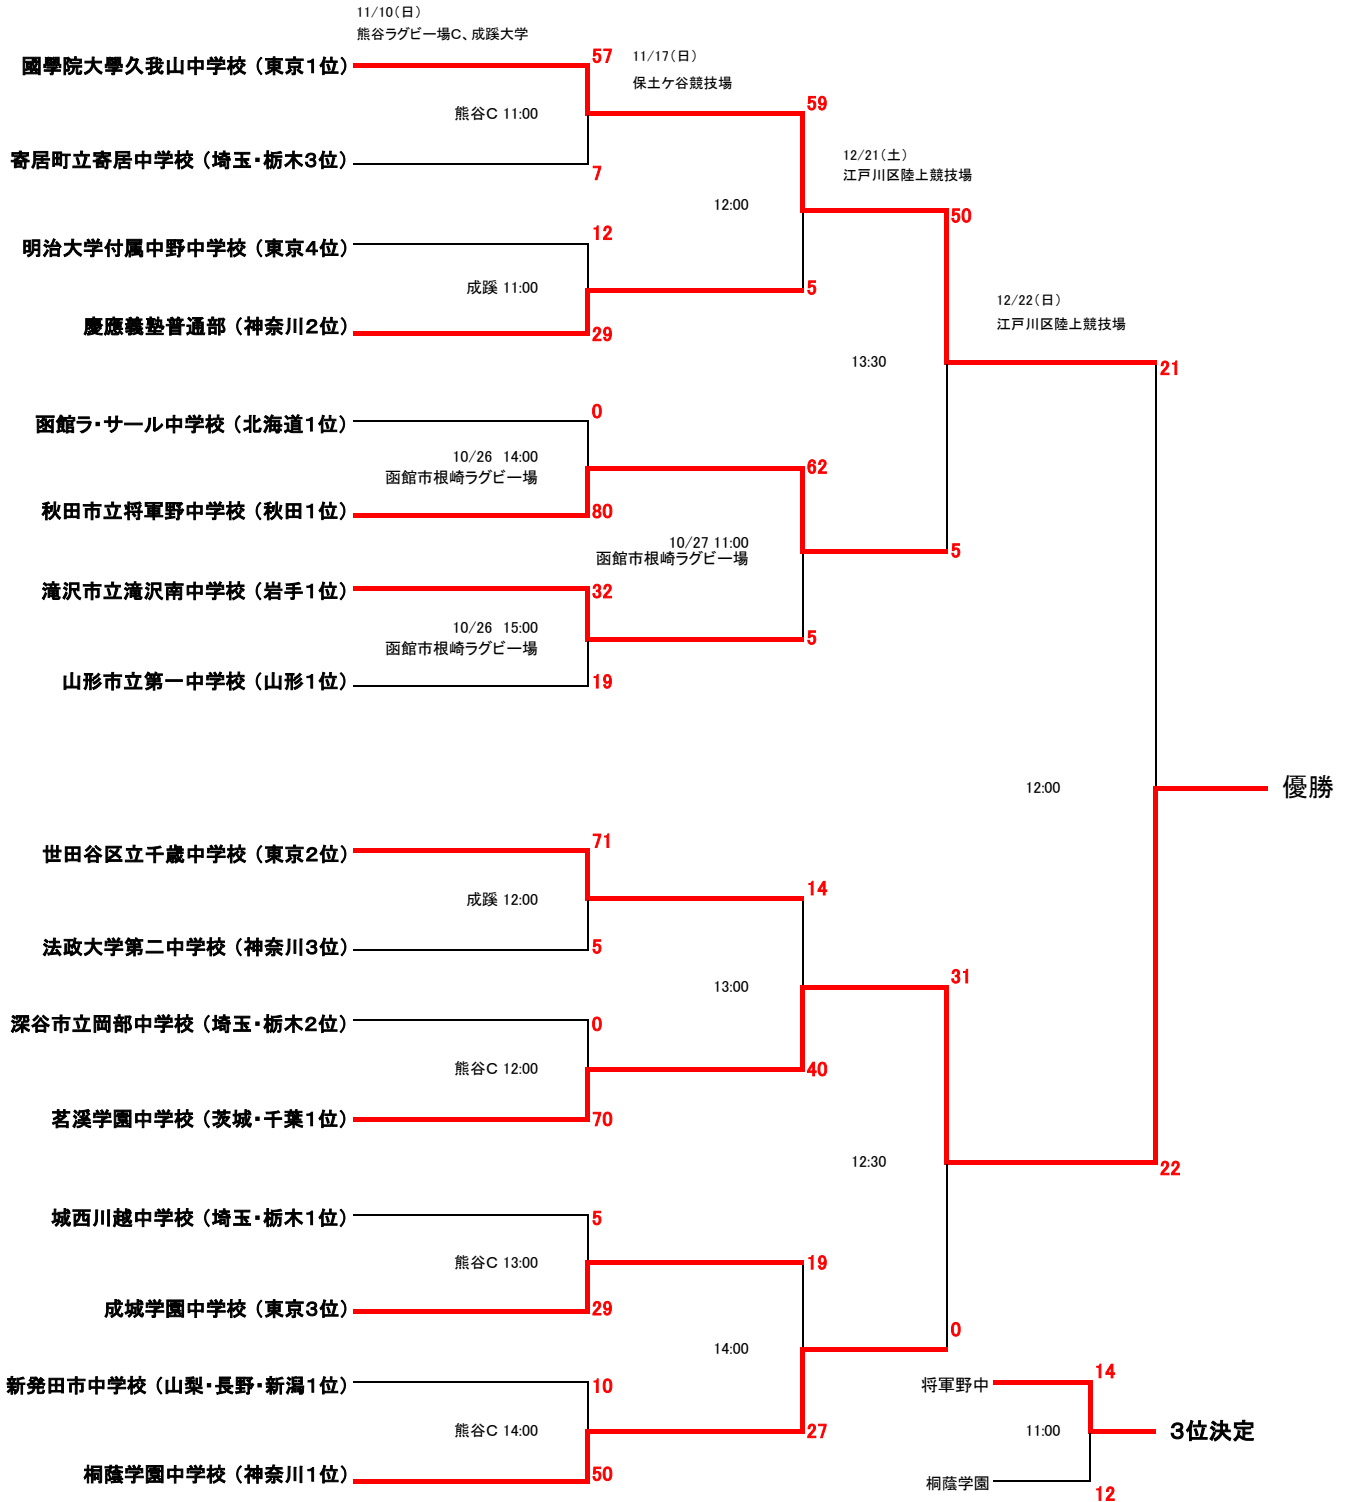 11/10(日)
熊谷ラグビー場C、成蹊大学
國學院大學久我山中学校 (東京1位)
57
11/17(日)
保土ケ谷競技場
59
熊谷C 11:00
寄居町立寄居中学校 (埼玉・栃木3位)
7
12/21(土)
江戸川区陸上競技場
12:00
50
明治大学付属中野中学校 (東京4位)
12
成蹊 11:00
5
慶應義塾普通部 (神奈川2位)
29
12/22(日)
江戸川区陸上競技場
13:30
21
函館ラ・サール中学校 (北海道1位)
0
10/26 14:00
函館市根崎ラグビー場
62
秋田市立将軍野中学校 (秋田1位)
80
10/27 11:00
函館市根崎ラグビー場
5
滝沢市立滝沢南中学校 (岩手1位)
32
10/26 15:00
函館市根崎ラグビー場
5
山形市立第一中学校 (山形1位)
19
12:00
優勝
世田谷区立千歳中学校 (東京2位)
71
成蹊 12:00
14
法政大学第二中学校 (神奈川3位)
5
13:00
31
深谷市立岡部中学校 (埼玉・栃木2位)
0
熊谷C 12:00
40
茗溪学園中学校 (茨城・千葉1位)
70
12:30
22
城西川越中学校 (埼玉・栃木1位)
5
熊谷C 13:00
19
成城学園中学校 (東京3位)
29
14:00
0
新発田市中学校 (山梨・長野・新潟1位)
10
熊谷C 14:00
27
桐蔭学園中学校 (神奈川1位)
50
将軍野中
14
11:00
3位決定
桐蔭学園
12